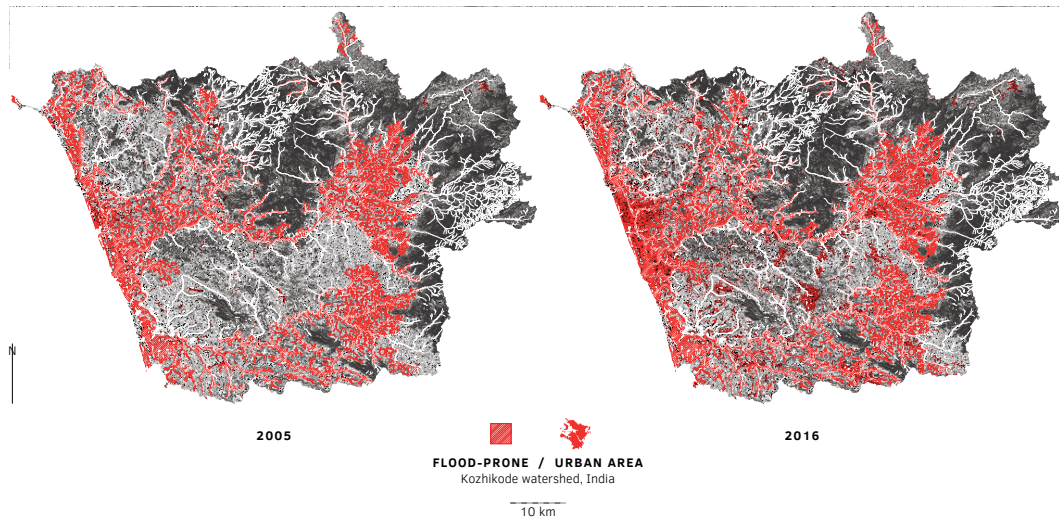 N
2005
2016
FLOOD-PRONE / URBAN AREA
Kozhikode watershed, India
10 km